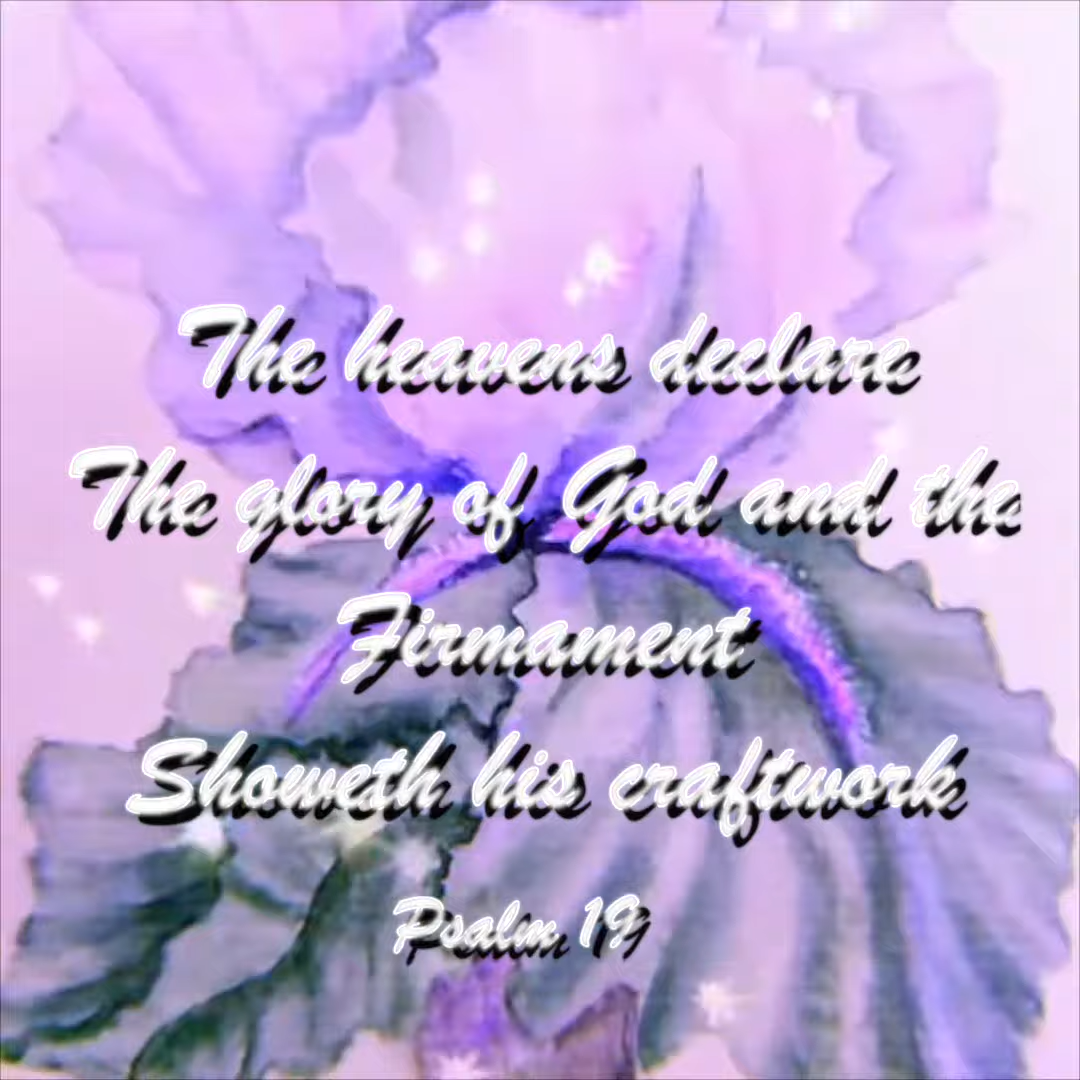 The heavens declare
The glory of God and the
Firmament
Showeth his craftwork
Psalm 19